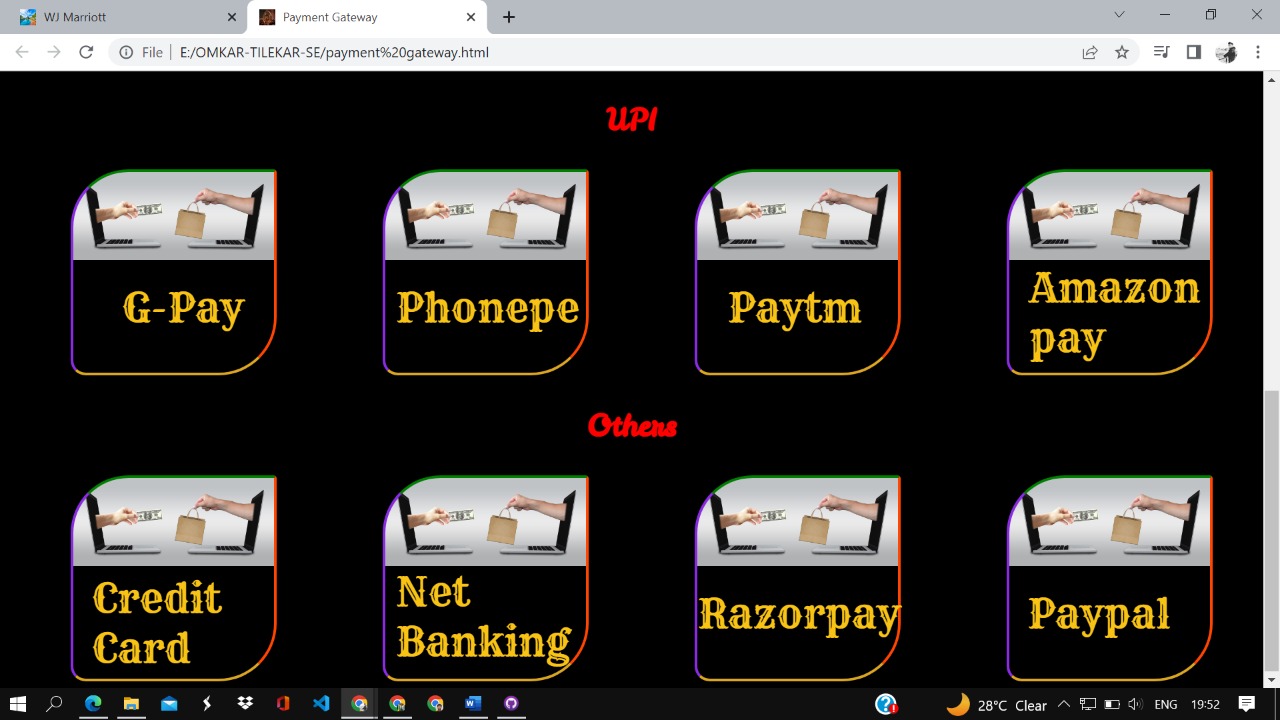 WJ Marriott
Payment Gateway
File
E:/OMKAR-TILEKAR-SE/payment%20gateway.html
UPI
G-Pay
Phonepe
Paytm
Amazon
pay
Others
Credit
Card
Net
Banking
Razorpay
Paypal
28°C Clear
ENG
19:52